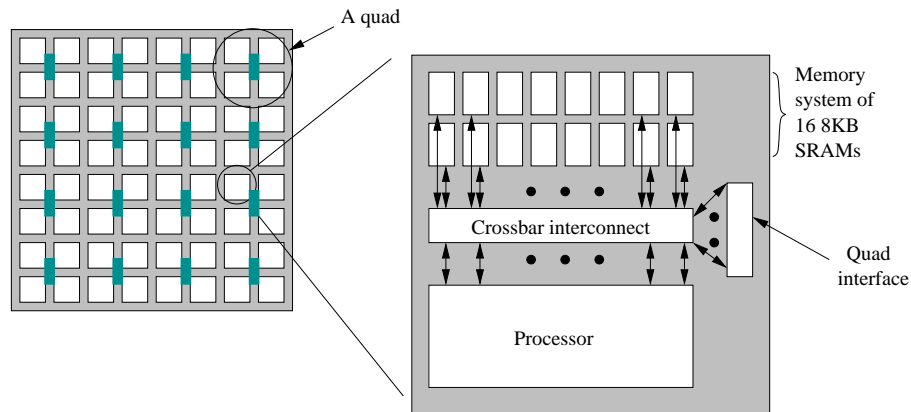 A quad
Memory
system of
16 8KB
SRAMs
Crossbar interconnect
Quad
interface
Processor